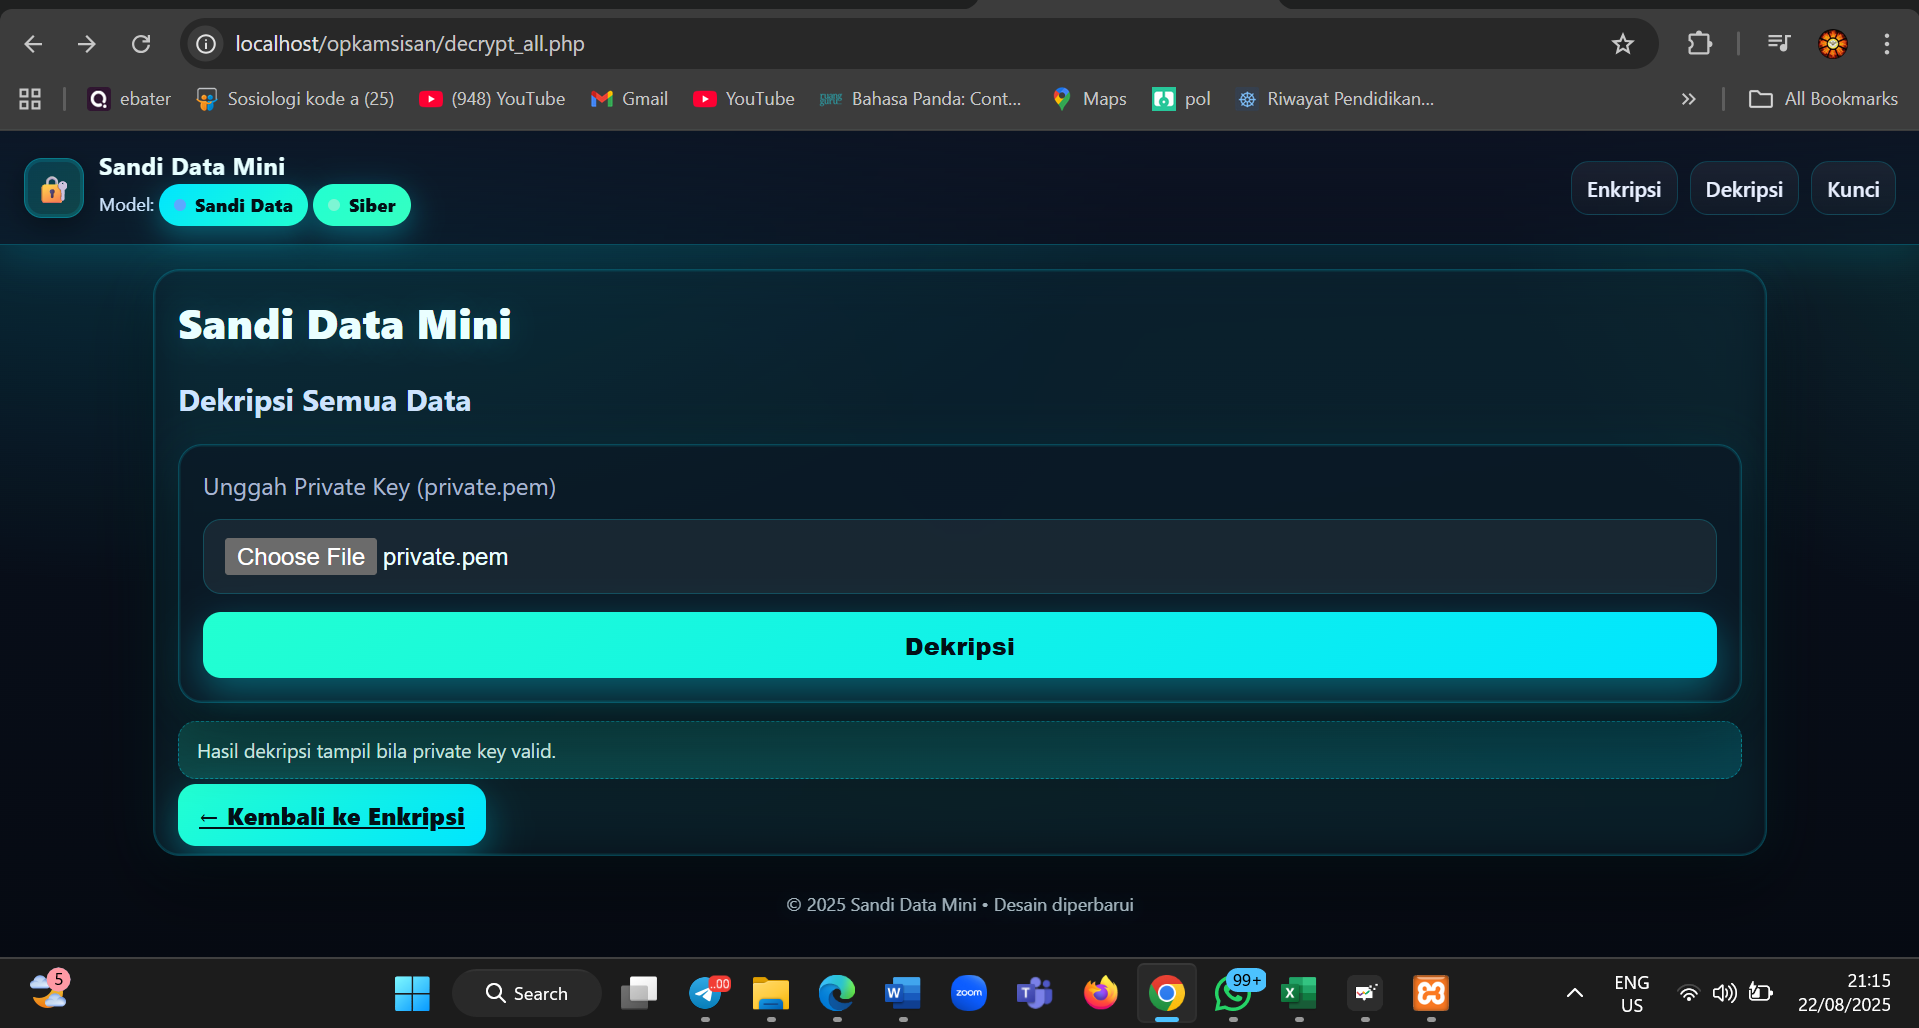 localhost/opkamsisan/decrypt_all.php
ebater
Sosiologi kode a (25)
(948) YouTube
Gmail
YouTube
Bahasa Panda: Cont...
Maps
pol
Riwayat Pendidikan...
All Bookmarks
Sandi Data Mini
Model: Sandi Data Siber
Enkripsi
Dekripsi
Kunci
Sandi Data Mini
Dekripsi Semua Data
Unggah Private Key (private.pem)
Choose File private.pem
Dekripsi
Hasil dekripsi tampil bila private key valid.
← Kembali ke Enkripsi
© 2025 Sandi Data Mini • Desain diperbarui
5
Search
..00
W
zoom
T
99+
X
ENG
US
21:15
22/08/2025